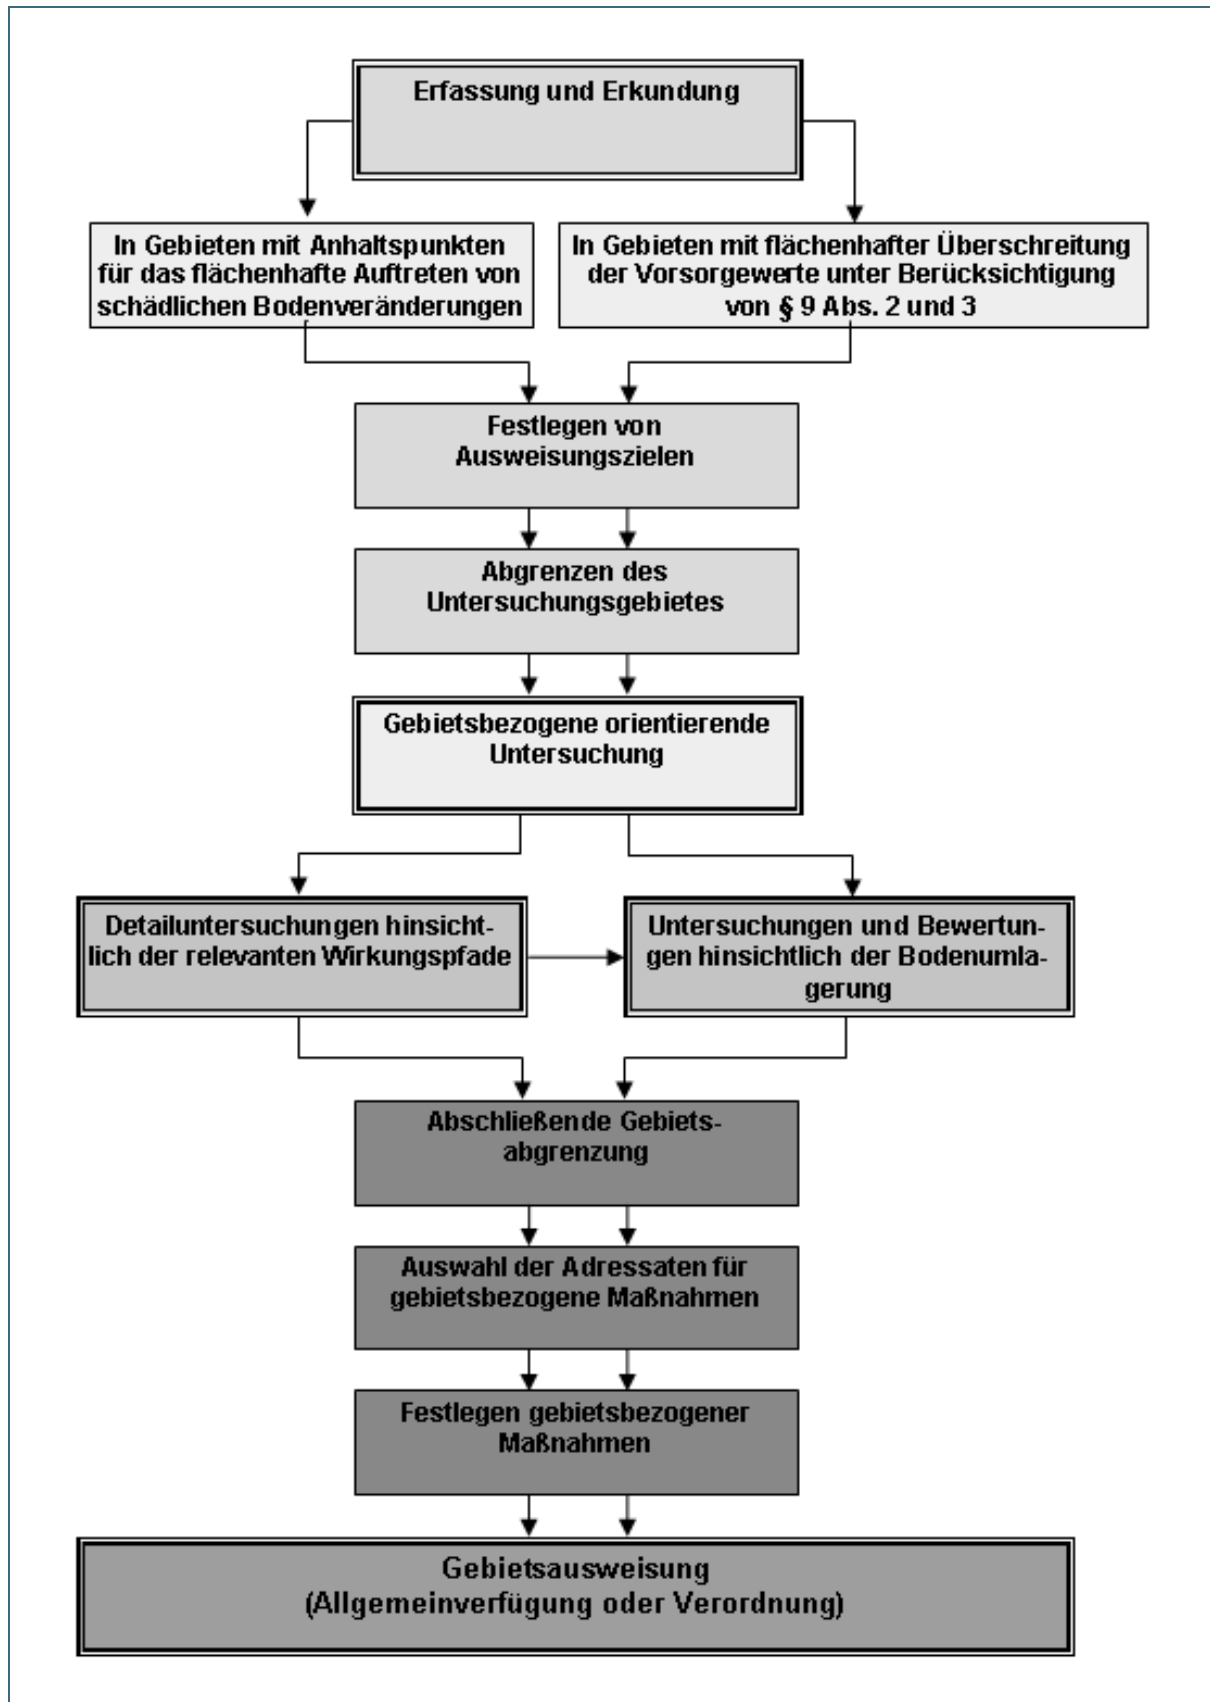 Erfassung und Erkundung
In Gebieten mit Anhaltspunkten
für das flächenhafte Auftreten von
schädlichen Bodenveränderungen
In Gebieten mit flächenhafter Überschreitung
der Vorsorgewerte unter Berücksichtigung
von § 9 Abs. 2 und 3
Festlegen von
Ausweisungszielen
Abgrenzen des
Untersuchungsgebietes
Gebietsbezogene orientierende
Untersuchung
Detailuntersuchungen hinsicht-
lich der relevanten Wirkungspfade
Untersuchungen und Bewertun-
gen hinsichtlich der Bodenumla-
gerung
Abschließende Gebiets-
abgrenzung
Auswahl der Adressaten für
gebietsbezogene Maßnahmen
Festlegen gebietsbezogener
Maßnahmen
Gebietsausweisung
(Allgemeinverfügung oder Verordnung)